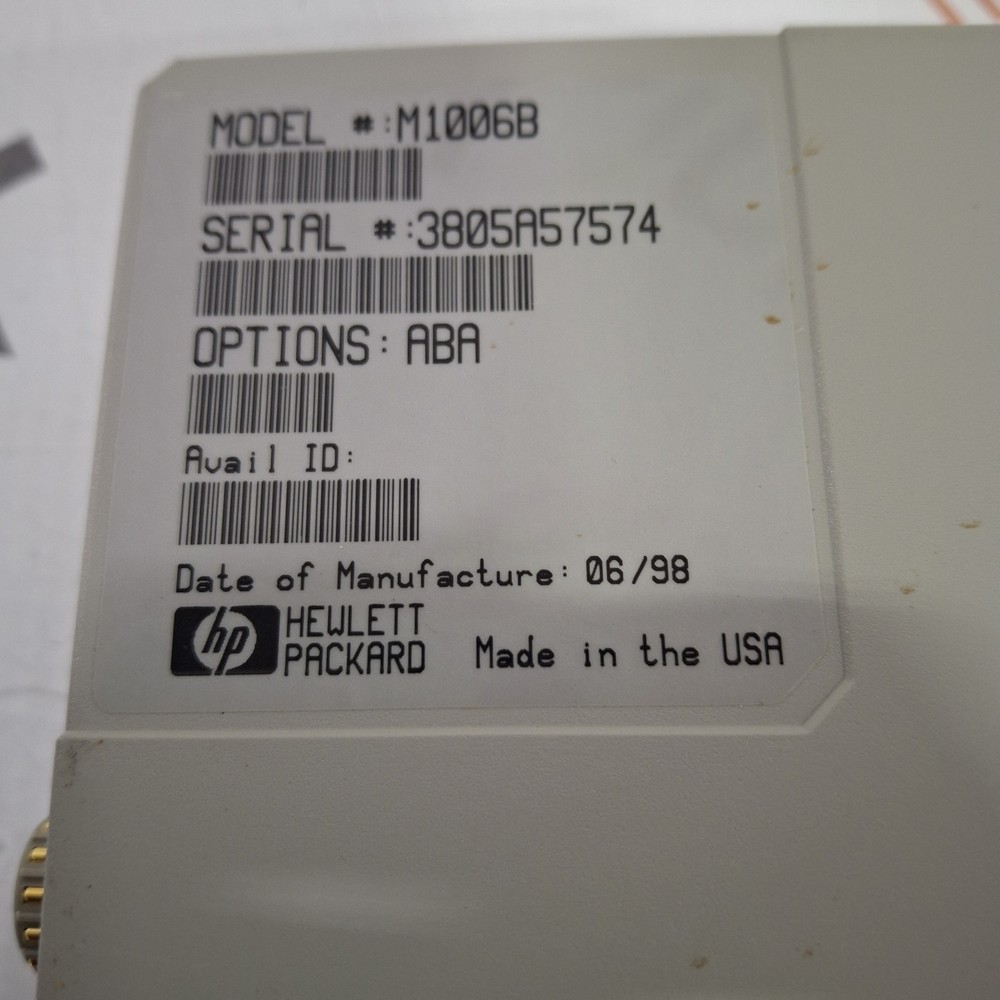 MODEL #:M1006B
SERIAL #:3805A57574
OPTIONS: ABA
Avail ID:
Date of Manufacture: 06/98
hp HEWLETT
PACKARD Made in the USA